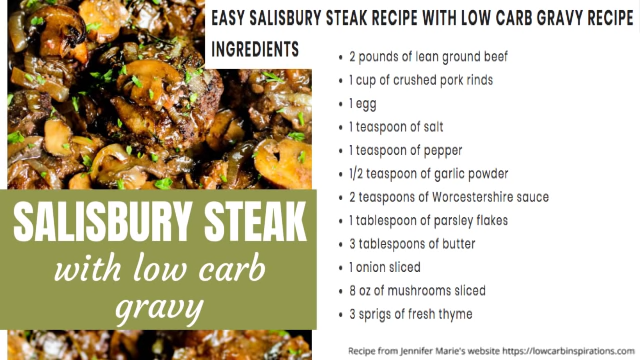 EASY SALISBURY STEAK RECIPE WITH LOW CARB GRAVY RECIPE
INGREDIENTS
• 2 pounds of lean ground beef
• 1 cup of crushed pork rinds
• 1 egg
• 1 teaspoon of salt
• 1 teaspoon of pepper
• 1/2 teaspoon of garlic powder
• 2 teaspoons of Worcestershire sauce
• 1 tablespoon of parsley flakes
• 3 tablespoons of butter
• 1 onion sliced
• 8 oz of mushrooms sliced
• 3 sprigs of fresh thyme
SALISBURY STEAK
with low carb
gravy
Recipe from Jennifer Marie's website https://lowcarbinspirations.com